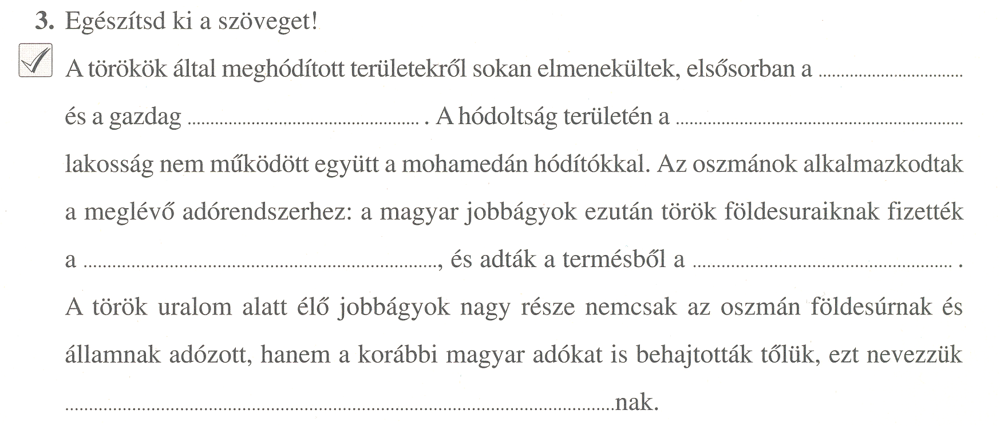 3. Egészítsd ki a szöveget!
A törökök által meghódított területekről sokan elmenekültek, elsősorban a ................................
és a gazdag .................................................. . A hódoltság területén a ..............................................................
lakosság nem működött együtt a mohamedán hódítókkal. Az oszmánok alkalmazkodtak
a meglévő adórendszerhez: a magyar jobbágyok ezután török földesuraiknak fizették
a ............................................................................, és adták a termésből a ........................................................ .
A török uralom alatt élő jobbágyok nagy része nemcsak az oszmán földesúrnak és
államnak adózott, hanem a korábbi magyar adókat is behajtották tőlük, ezt nevezzük
........................................................................................................................nak.